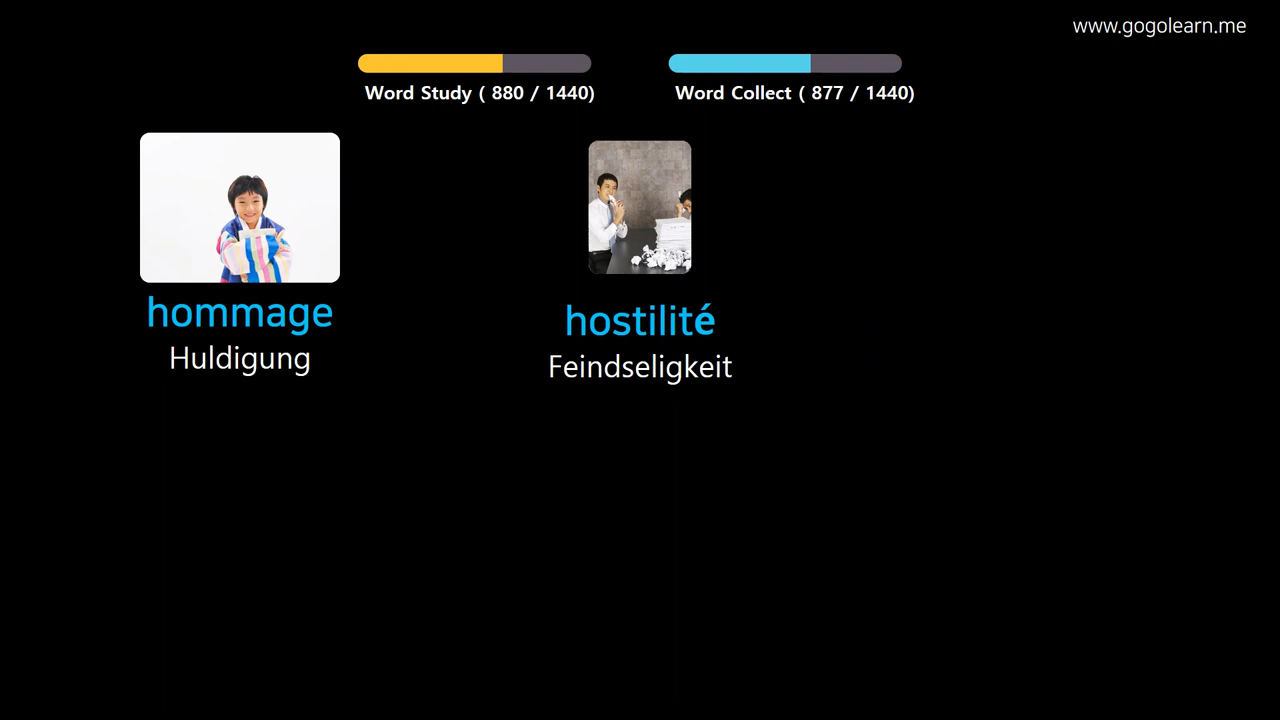 www.gogolearn.me
Word Study ( 880 / 1440)
Word Collect ( 877 / 1440)
hommage
Huldigung
hostilité
Feindseligkeit